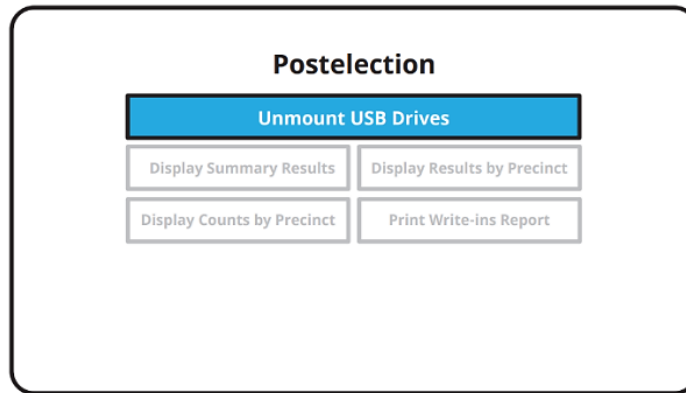 Postelection
Unmount USB Drives
Display Summary Results
Display Results by Precinct
Display Counts by Precinct
Print Write-ins Report